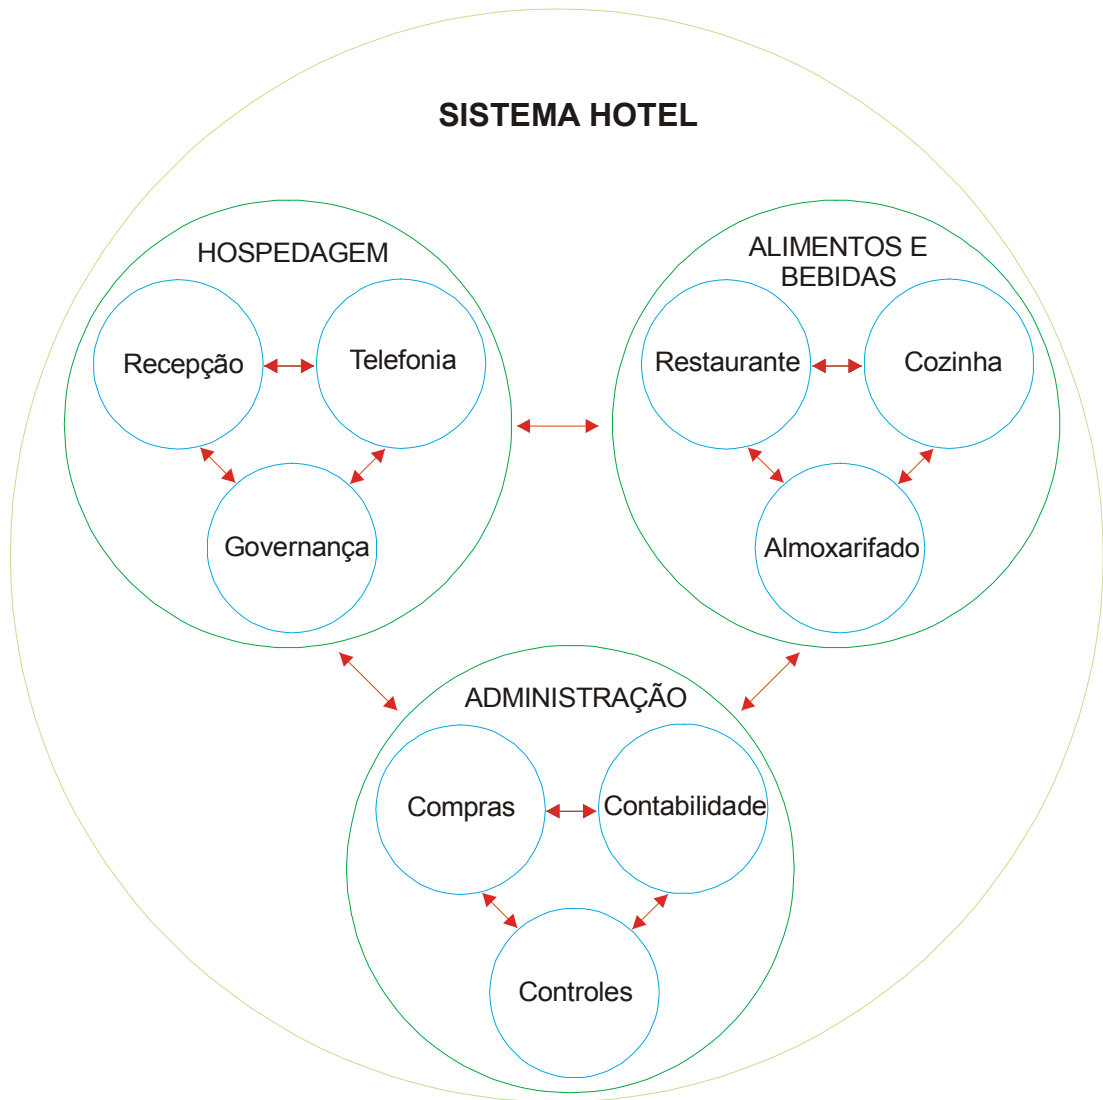 SISTEMA HOTEL
HOSPEDAGEM
Recepção
Telefonia
Governança
ALIMENTOS E
BEBIDAS
Restaurante
Cozinha
Almoxarifado
ADMINISTRAÇÃO
Compras
Contabilidade
Controles